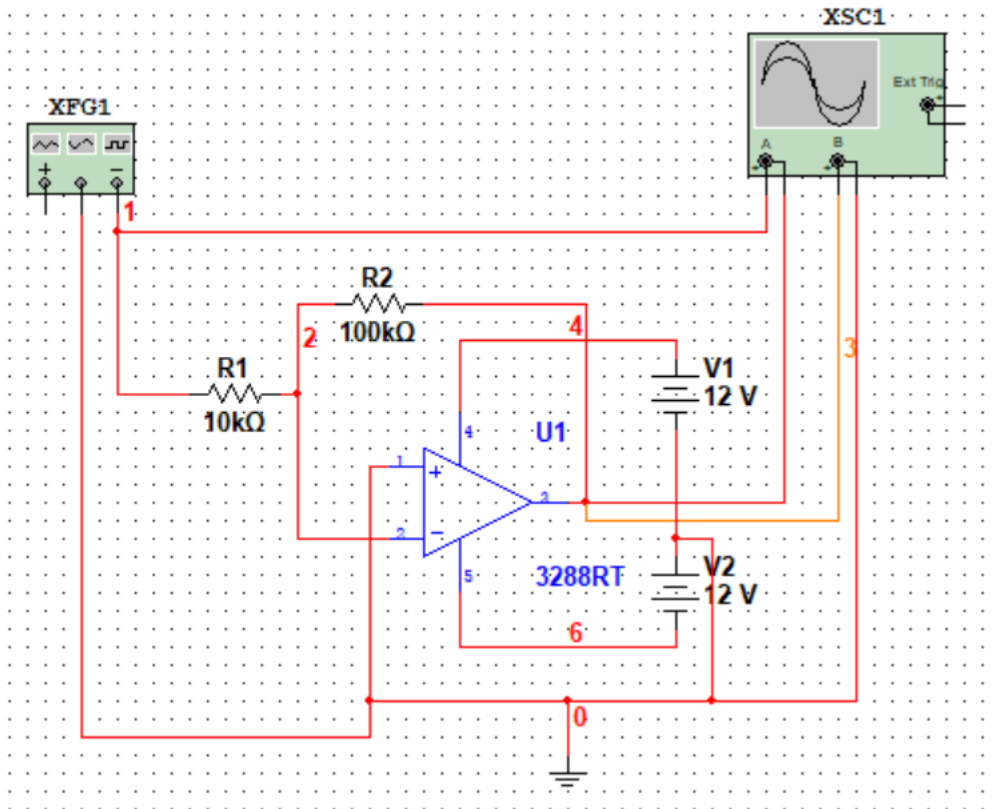 XSC1
Ext Trig
+
A
B
+
+
XFG1
+
−
1
R2
100kΩ
2
4
3
R1
10kΩ
V1
12 V
U1
4
1
+
3
2
−
5
3288RT
V2
12 V
6
0